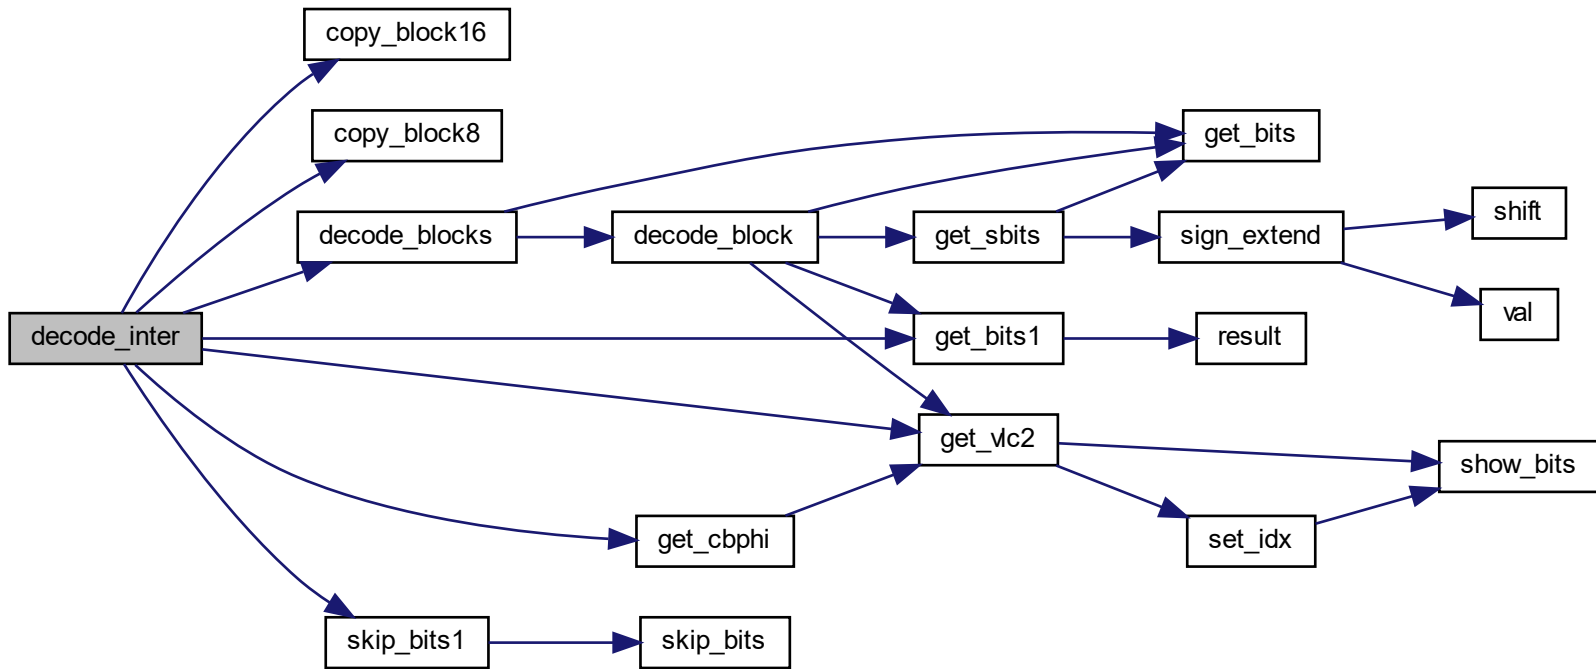 copy_block16
copy_block8
get_bits
shift
decode_blocks
decode_block
get_sbits
sign_extend
val
decode_inter
get_bits1
result
get_vlc2
show_bits
get_cbphi
set_idx
skip_bits1
skip_bits